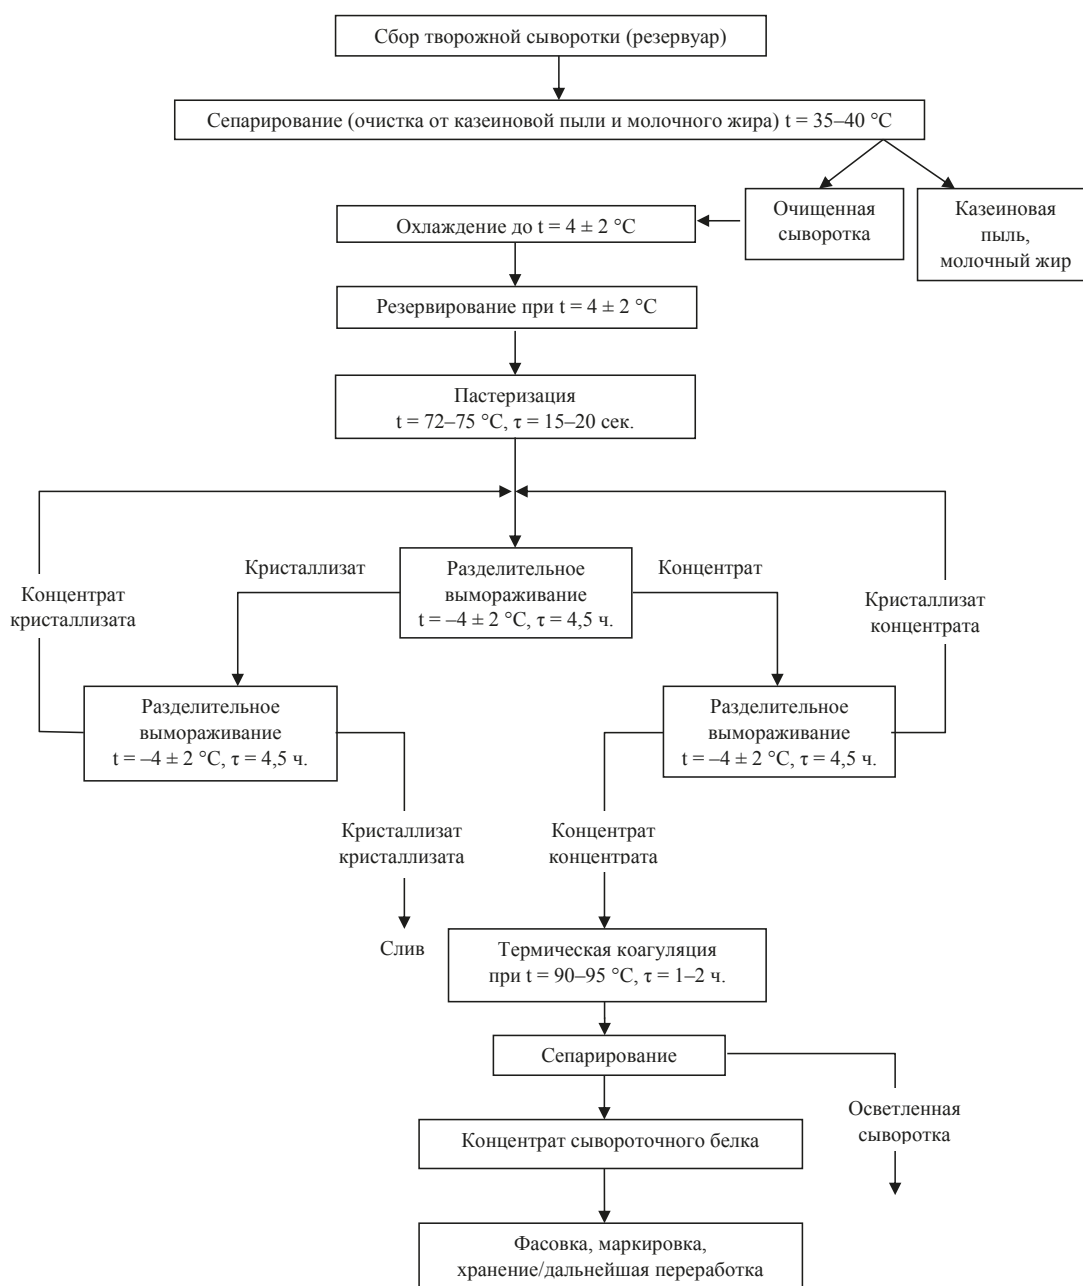 Сбор творожной сыворотки (резервуар)
Сепарирование (очистка от казеиновой пыли и молочного жира) t = 35–40 °C
Очищенная
сыворотка
Казеиновая
пыль,
молочный жир
Охлаждение до t = 4 ± 2 °C
Резервирование при t = 4 ± 2 °C
Пастеризация
t = 72–75 °C, τ = 15–20 сек.
Кристаллизат
Разделительное
вымораживание
t = –4 ± 2 °C, τ = 4,5 ч.
Концентрат
Концентрат
кристаллизата
Кристаллизат
концентрата
Разделительное
вымораживание
t = –4 ± 2 °C, τ = 4,5 ч.
Разделительное
вымораживание
t = –4 ± 2 °C, τ = 4,5 ч.
Кристаллизат
кристаллизата
Концентрат
концентрата
Слив
Термическая коагуляция
при t = 90–95 °C, τ = 1–2 ч.
Сепарирование
Осветленная
сыворотка
Концентрат сывороточного белка
Фасовка, маркировка,
хранение/дальнейшая переработка